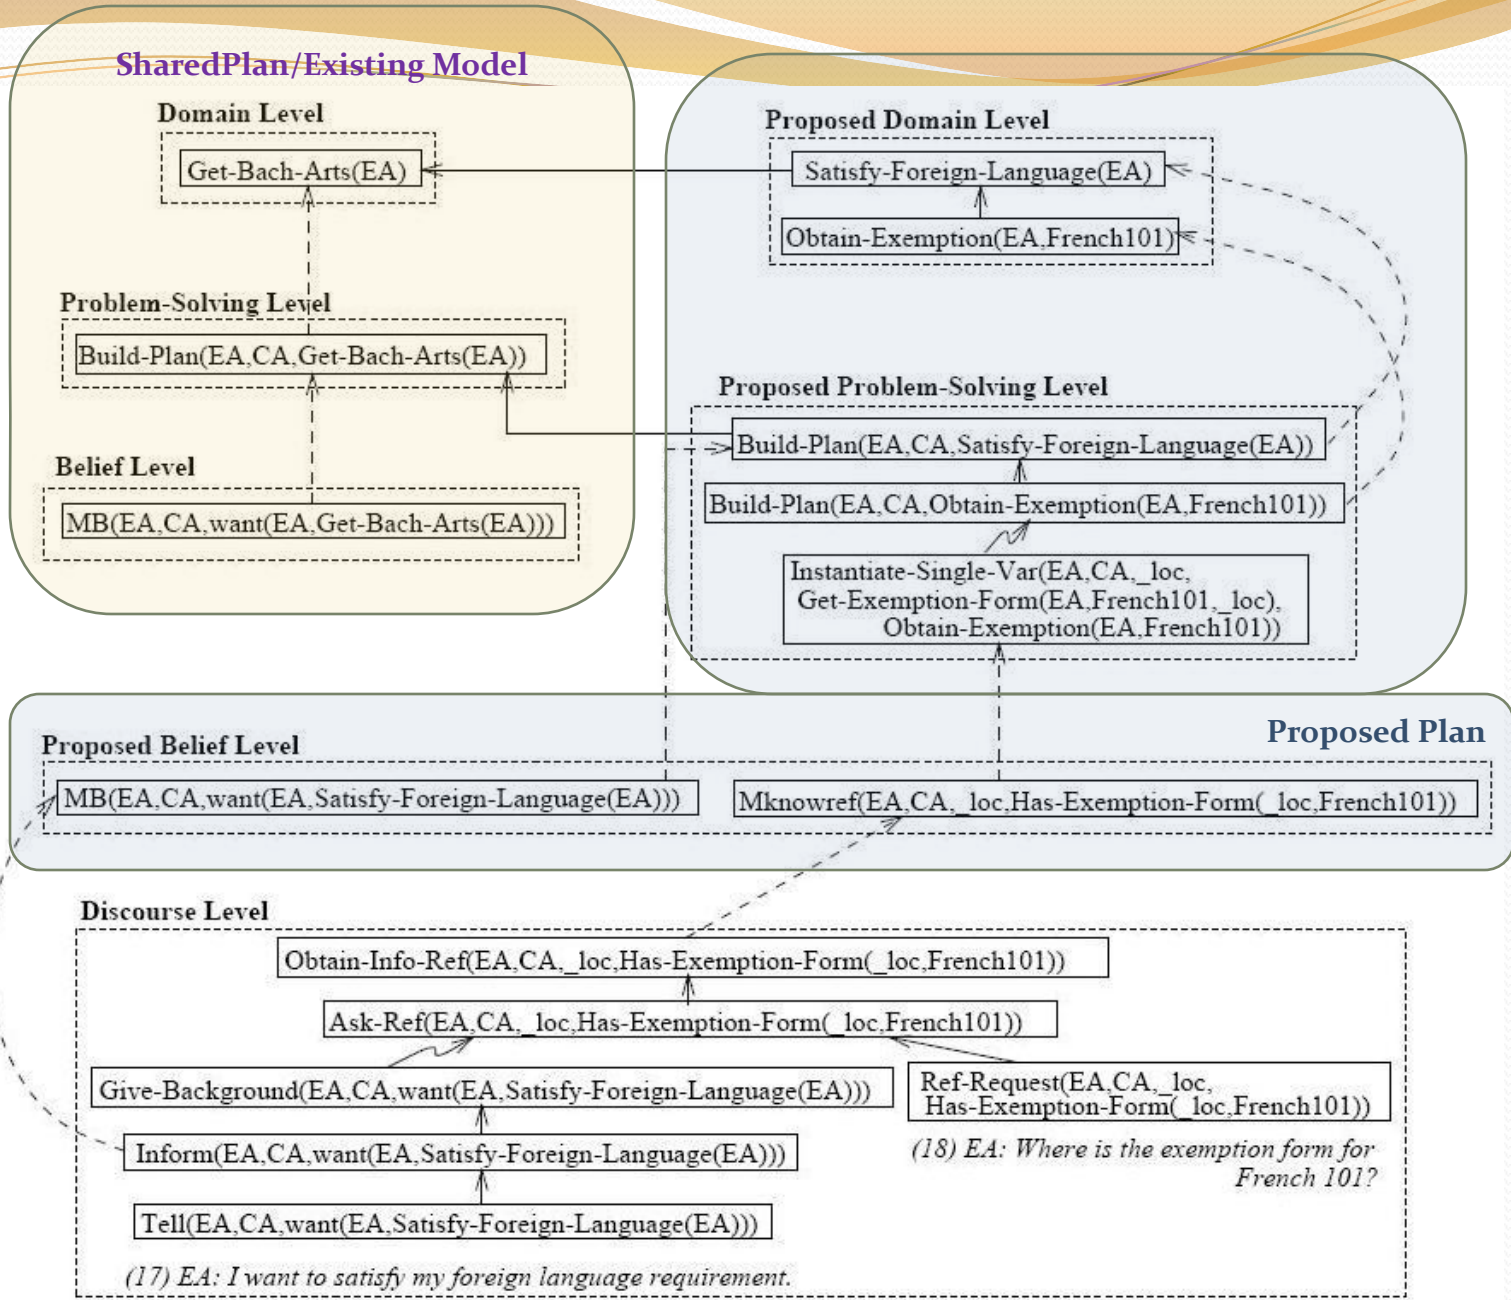 SharedPlan/Existing Model
Domain Level
Get-Bach-Arts(EA)
Problem-Solving Level
Build-Plan(EA,CA,Get-Bach-Arts(EA))
Belief Level
MB(EA,CA,want(EA,Get-Bach-Arts(EA)))
Proposed Domain Level
Satisfy-Foreign-Language(EA)
Obtain-Exemption(EA,French101)
Proposed Problem-Solving Level
Build-Plan(EA,CA,Satisfy-Foreign-Language(EA))
Build-Plan(EA,CA,Obtain-Exemption(EA,French101))
Instantiate-Single-Var(EA,CA,_loc,
Get-Exemption-Form(EA,French101,_loc),
Obtain-Exemption(EA,French101))
Proposed Plan
Proposed Belief Level
MB(EA,CA,want(EA,Satisfy-Foreign-Language(EA)))
Mknowref(EA,CA,_loc,Has-Exemption-Form(_loc,French101))
Discourse Level
Obtain-Info-Ref(EA,CA,_loc,Has-Exemption-Form(_loc,French101))
Ask-Ref(EA,CA,_loc,Has-Exemption-Form(_loc,French101))
Give-Background(EA,CA,want(EA,Satisfy-Foreign-Language(EA)))
Ref-Request(EA,CA,_loc,
Has-Exemption-Form(_loc,French101))
Inform(EA,CA,want(EA,Satisfy-Foreign-Language(EA)))
(18) EA: Where is the exemption form for
French 101?
Tell(EA,CA,want(EA,Satisfy-Foreign-Language(EA)))
(17) EA: I want to satisfy my foreign language requirement.